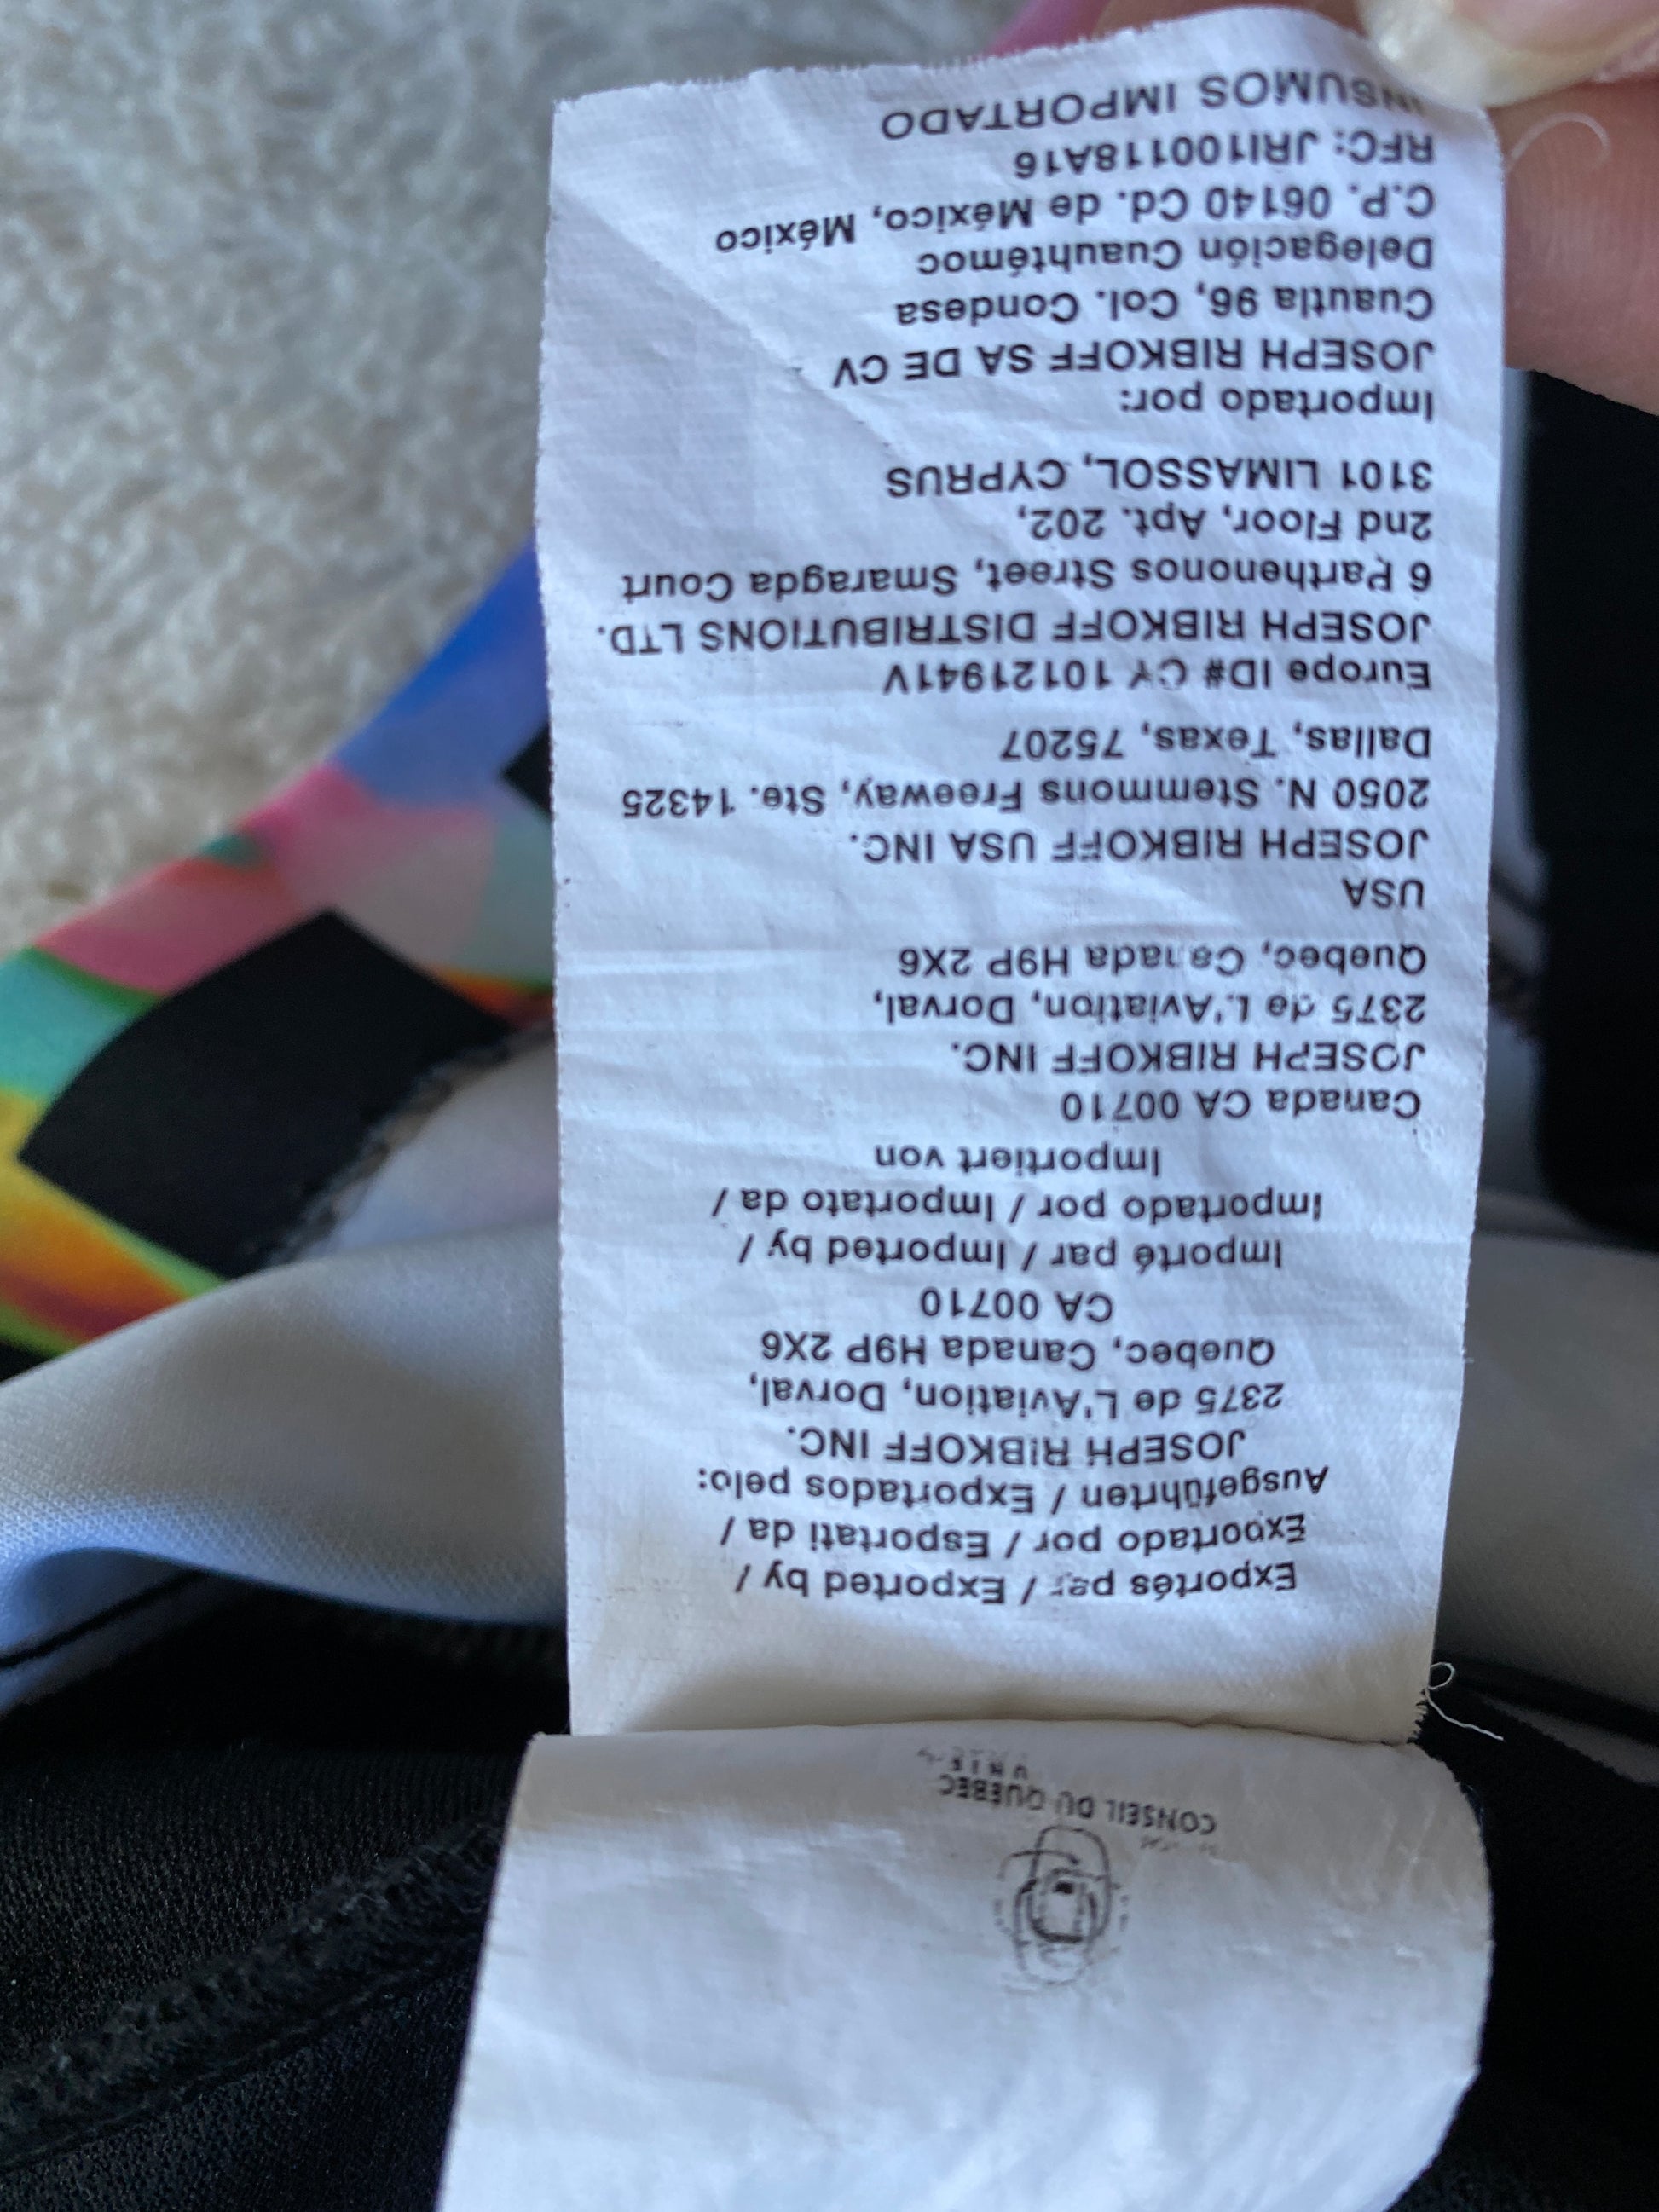 CONSEIL DU QUÉBEC
Exportés par / Exported by /
Exportado por / Esportati da /
Ausgeführten / Exportados pelo:
JOSEPH RIBKOFF INC.
2375 de L'Aviation, Dorval,
Quebec, Canada H9P 2X6
CA 00710
Importé par / Imported by /
Importado por / Importato da /
Importiert von
Canada CA 00710
JOSEPH RIBKOFF INC.
2375 de L'Aviation, Dorval,
Quebec, Canada H9P 2X6
USA
JOSEPH RIBKOFF USA INC.
2050 N. Stemmons Freeway, Ste. 14325
Dallas, Texas, 75207
Europe ID# CY 10121941V
JOSEPH RIBKOFF DISTRIBUTIONS LTD.
6 Parthenonos Street, Smaragda Court
2nd Floor, Apt. 202,
3101 LIMASSOL, CYPRUS
Importado por:
JOSEPH RIBKOFF SA DE CV
Cuautla 96, Col. Condesa
Delegación Cuauhtémoc
C.P. 06140 Cd. de México, México
RFC: JRI100118A16
INSUMOS IMPORTADO